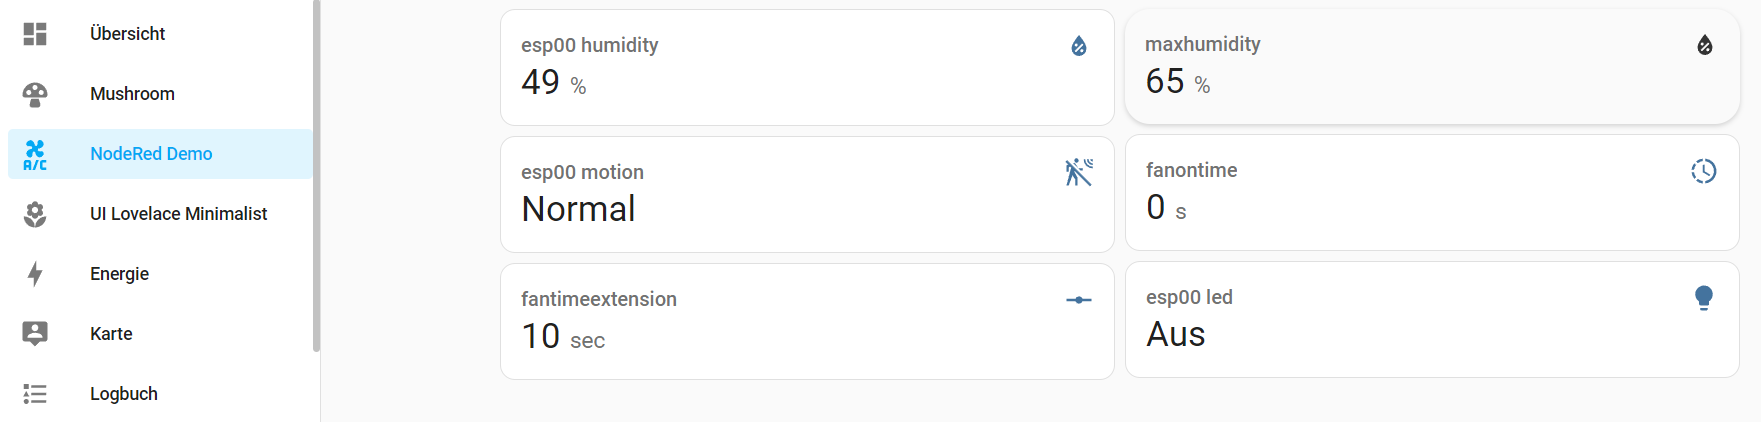 Übersicht
Mushroom
A/C
NodeRed Demo
UI Lovelace Minimalist
Energie
Karte
Logbuch
esp00 humidity
49 %
maxhumidity
65 %
esp00 motion
Normal
fanontime
0 s
fantimeextension
10 sec
esp00 led
Aus